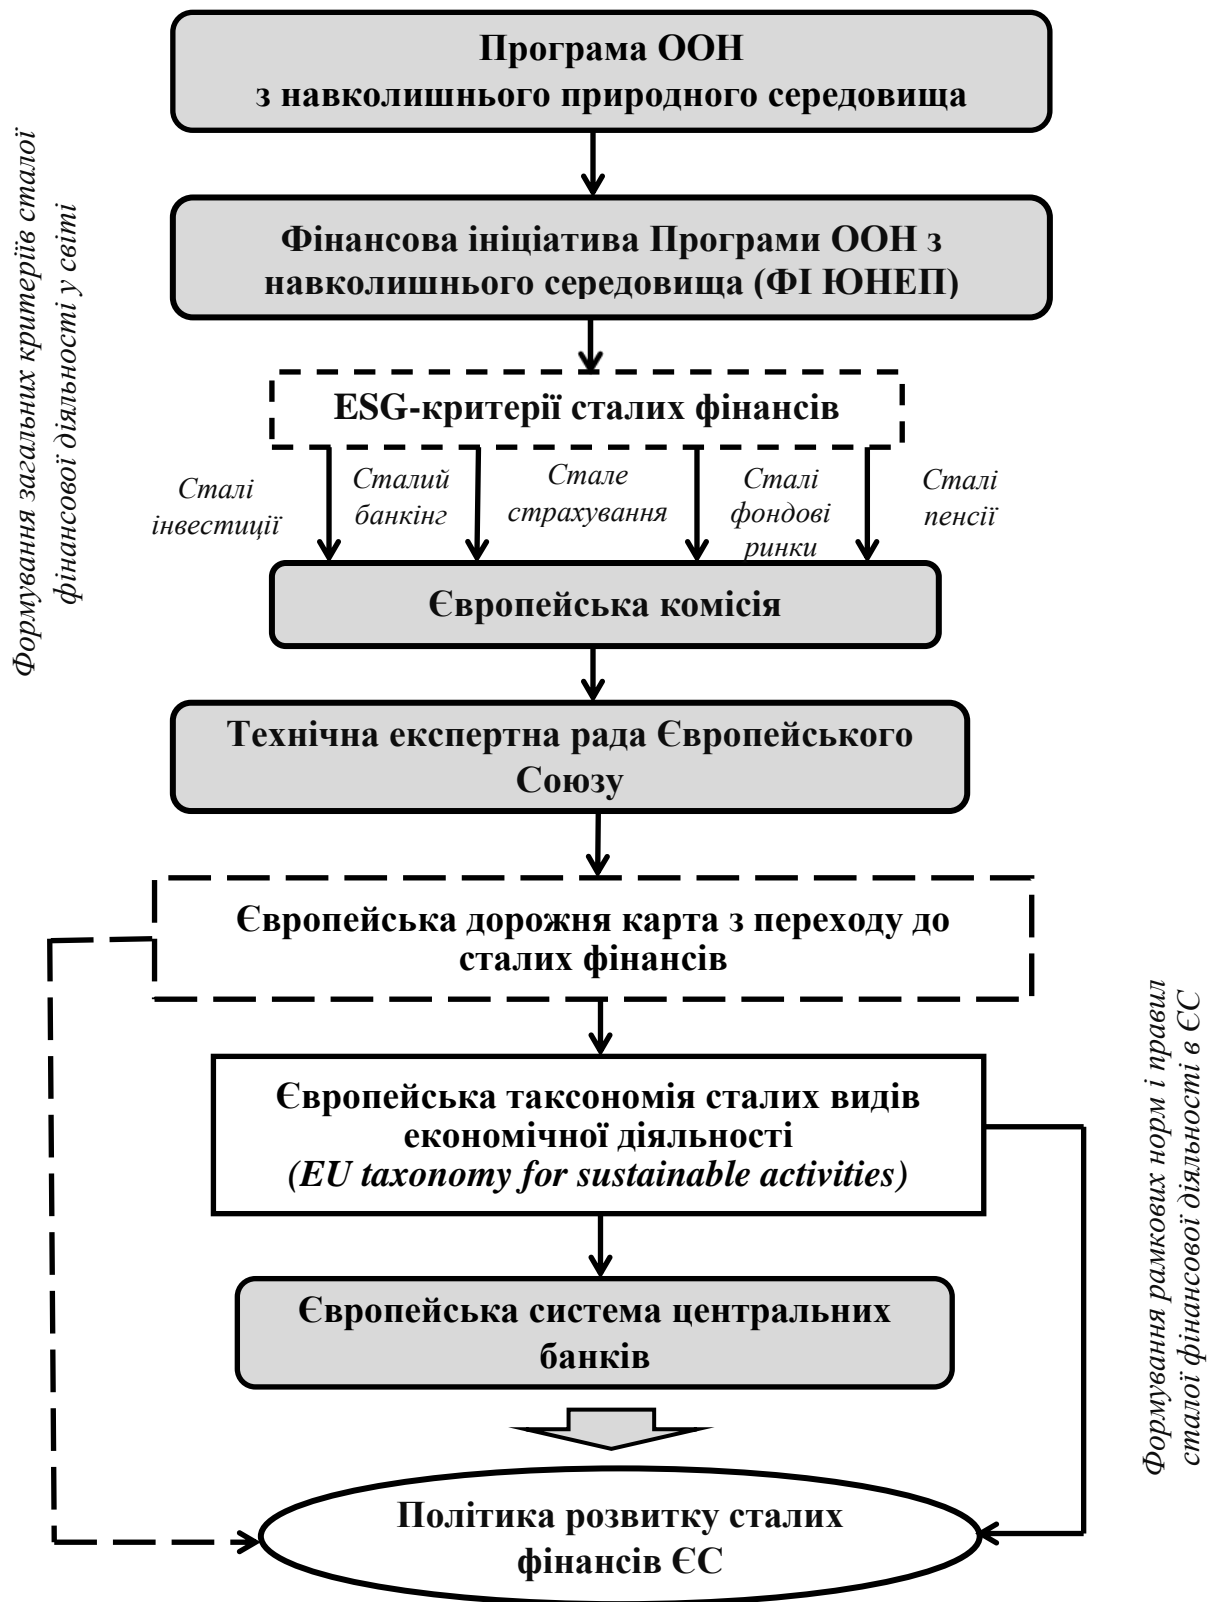 Програма ООН
з навколишнього природного середовища
Формування загальних критеріїв сталої
фінансової діяльності у світі
Фінансова ініціатива Програми ООН з
навколишнього середовища (ФІ ЮНЕП)
ESG-критерії сталих фінансів
Сталі
інвестиції
Сталий
банкінг
Стале
страхування
Сталі
фондові
ринки
Сталі
пенсії
Європейська комісія
Технічна експертна рада Європейського
Союзу
Європейська дорожня карта з переходу до
сталих фінансів
Європейська таксономія сталих видів
економічної діяльності
(EU taxonomy for sustainable activities)
Формування рамкових норм і правил
сталої фінансової діяльності в ЄС
Європейська система центральних
банків
Політика розвитку сталих
фінансів ЄС